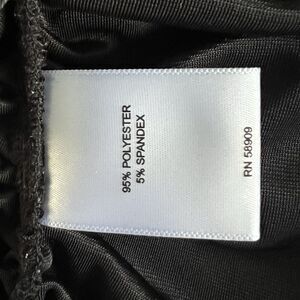 95% POLYESTER
5% SPANDEX
RN 58909